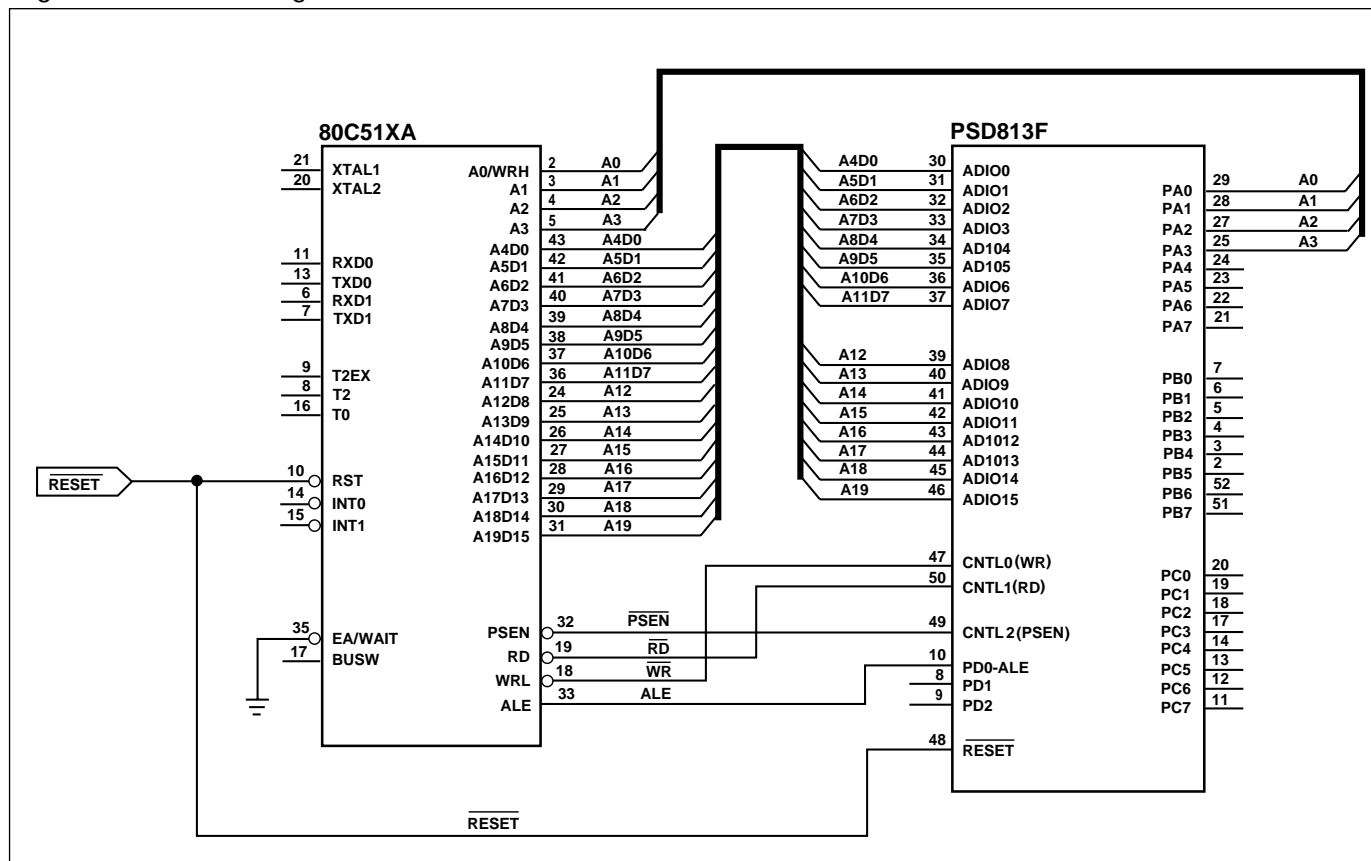 80C51XA
21 XTAL1
20 XTAL2
11 RXD0
13 TXD0
6 RXD1
7 TXD1
9 T2EX
8 T2
16 T0
RESET
10 RST
14 INT0
15 INT1
35 EA/WAIT
17 BUSW
A0/WRH 2 A0
A1 3 A1
A2 4 A2
A3 5 A3
A4D0 43 A4D0
A5D1 42 A5D1
A6D2 41 A6D2
A7D3 40 A7D3
A8D4 39 A8D4
A9D5 38 A9D5
A10D6 37 A10D6
A11D7 36 A11D7
A12D8 24 A12
A13D9 25 A13
A14D10 26 A14
A15D11 27 A15
A16D12 28 A16
A17D13 29 A17
A18D14 30 A18
A19D15 31 A19
PSEN 32 PSEN
RD 19 RD
WRL 18 WR
ALE 33 ALE
RESET
PSD813F
A4D0 30 ADIO0
A5D1 31 ADIO1
A6D2 32 ADIO2
A7D3 33 ADIO3
A8D4 34 AD104
A9D5 35 AD105
A10D6 36 ADIO6
A11D7 37 ADIO7
A12 39 ADIO8
A13 40 ADIO9
A14 41 ADIO10
A15 42 ADIO11
A16 43 AD1012
A17 44 AD1013
A18 45 ADIO14
A19 46 ADIO15
47 CNTL0(WR)
50 CNTL1(RD)
49 CNTL2(PSEN)
10 PD0-ALE
8 PD1
9 PD2
48 RESET
PA0 29 A0
PA1 28 A1
PA2 27 A2
PA3 25 A3
PA4 24
PA5 23
PA6 22
PA7 21
PB0 7
PB1 6
PB2 5
PB3 4
PB4 3
PB5 2
PB6 52
PB7 51
PC0 20
PC1 19
PC2 18
PC3 17
PC4 14
PC5 13
PC6 12
PC7 11